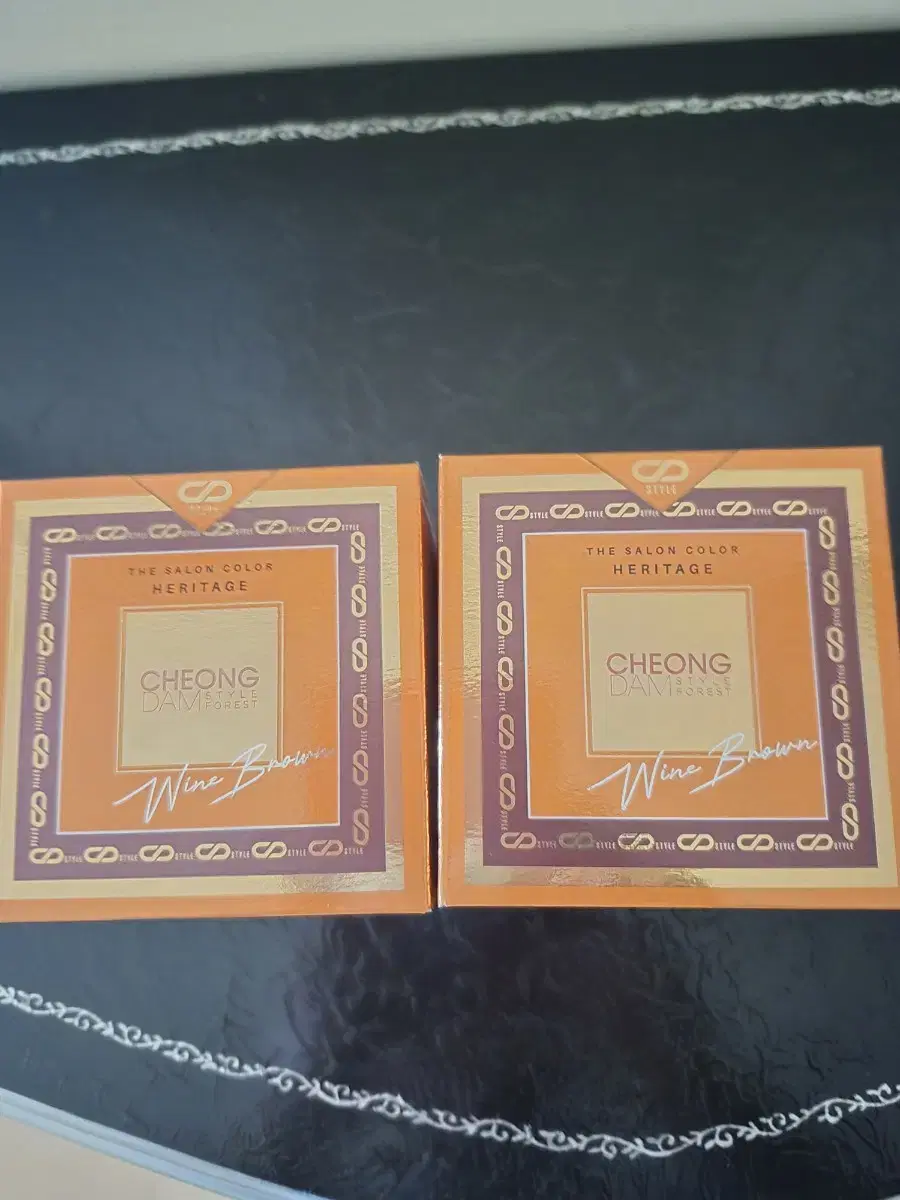 STYLE
THE SALON COLOR
HERITAGE
CHEONG
DAM STYLE
FOREST
Wine Brown
STYLE
THE SALON COLOR
HERITAGE
CHEONG
DAM STYLE
FOREST
Wine Brown